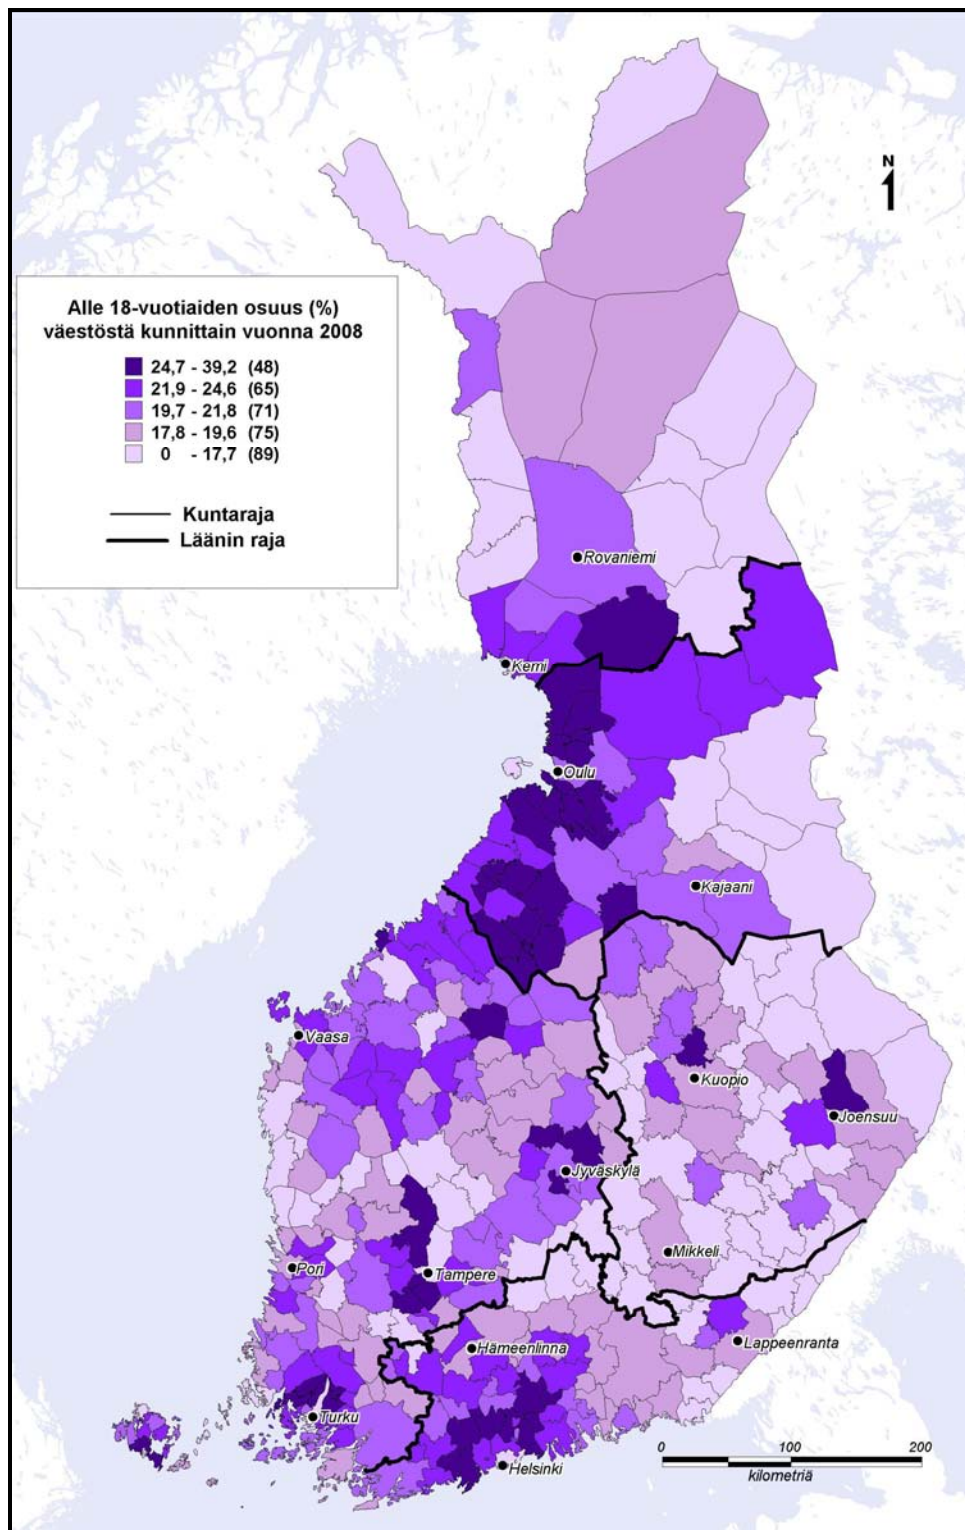 N
Alle 18-vuotiaiden osuus (%)
väestöstä kunnittain vuonna 2008
24,7 - 39,2 (48)
21,9 - 24,6 (65)
19,7 - 21,8 (71)
17,8 - 19,6 (75)
0 - 17,7 (89)
Kuntaraja
Läänin raja
Rovaniemi
Kemi
Oulu
Kajaani
Vaasa
Kuopio
Joensuu
Jyväskylä
Mikkeli
Pori
Tampere
Lappeenranta
Hämeenlinna
Turku
Helsinki
0 100 200
kilometriä